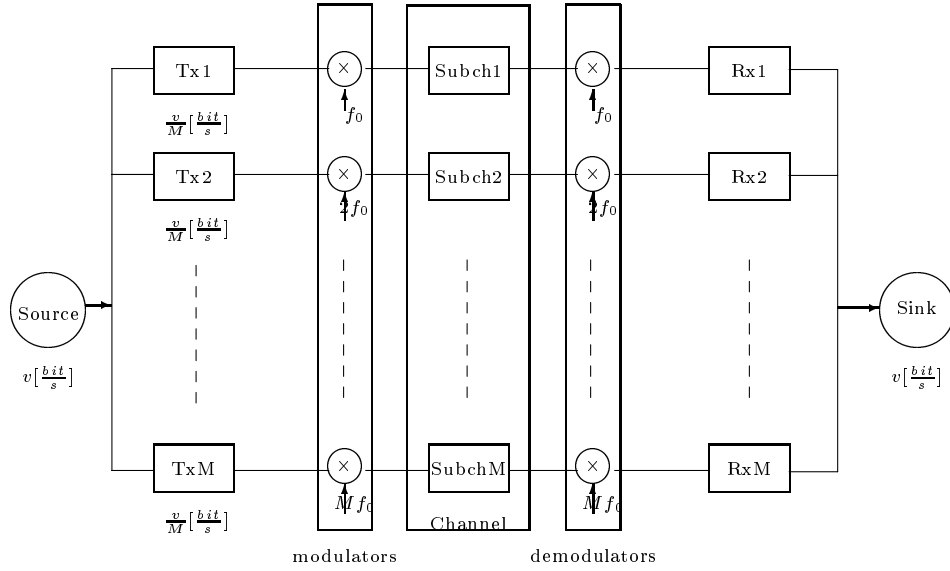 Tx1 × Subch1 × Rx1
v/M[bit/s] f₀ f₀
Tx2 × Subch2 × Rx2
v/M[bit/s] 2f₀ 2f₀
Source Sink
v[bit/s] v[bit/s]
TxM × SubchM × RxM
v/M[bit/s] Mf₀ Mf₀
Channel
modulators demodulators